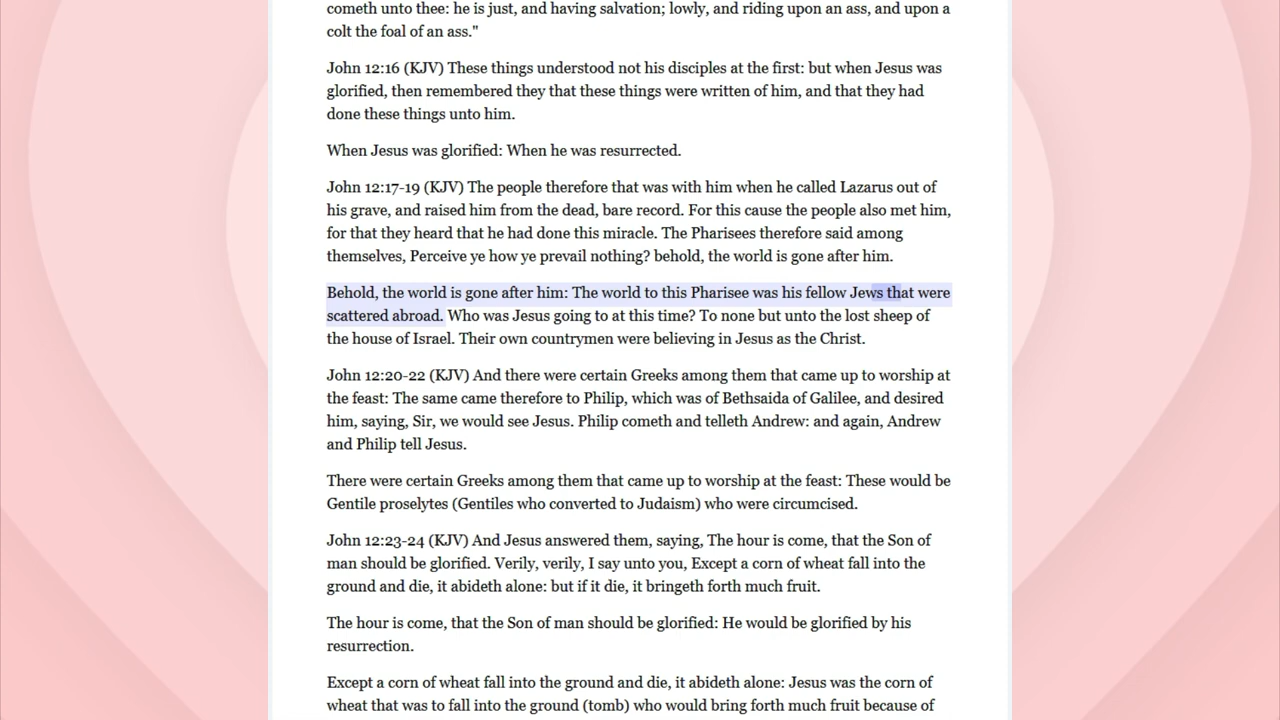 cometh unto thee: he is just, and having salvation; lowly, and riding upon an ass, and upon a
colt the foal of an ass."
John 12:16 (KJV) These things understood not his disciples at the first: but when Jesus was
glorified, then remembered they that these things were written of him, and that they had
done these things unto him.
When Jesus was glorified: When he was resurrected.
John 12:17-19 (KJV) The people therefore that was with him when he called Lazarus out of
his grave, and raised him from the dead, bare record. For this cause the people also met him,
for that they heard that he had done this miracle. The Pharisees therefore said among
themselves, Perceive ye how ye prevail nothing? behold, the world is gone after him.
Behold, the world is gone after him: The world to this Pharisee was his fellow Jews that were
scattered abroad. Who was Jesus going to at this time? To none but unto the lost sheep of
the house of Israel. Their own countrymen were believing in Jesus as the Christ.
John 12:20-22 (KJV) And there were certain Greeks among them that came up to worship at
the feast: The same came therefore to Philip, which was of Bethsaida of Galilee, and desired
him, saying, Sir, we would see Jesus. Philip cometh and telleth Andrew: and again, Andrew
and Philip tell Jesus.
There were certain Greeks among them that came up to worship at the feast: These would be
Gentile proselytes (Gentiles who converted to Judaism) who were circumcised.
John 12:23-24 (KJV) And Jesus answered them, saying, The hour is come, that the Son of
man should be glorified. Verily, verily, I say unto you, Except a corn of wheat fall into the
ground and die, it abideth alone: but if it die, it bringeth forth much fruit.
The hour is come, that the Son of man should be glorified: He would be glorified by his
resurrection.
Except a corn of wheat fall into the ground and die, it abideth alone: Jesus was the corn of
wheat that was to fall into the ground (tomb) who would bring forth much fruit because of